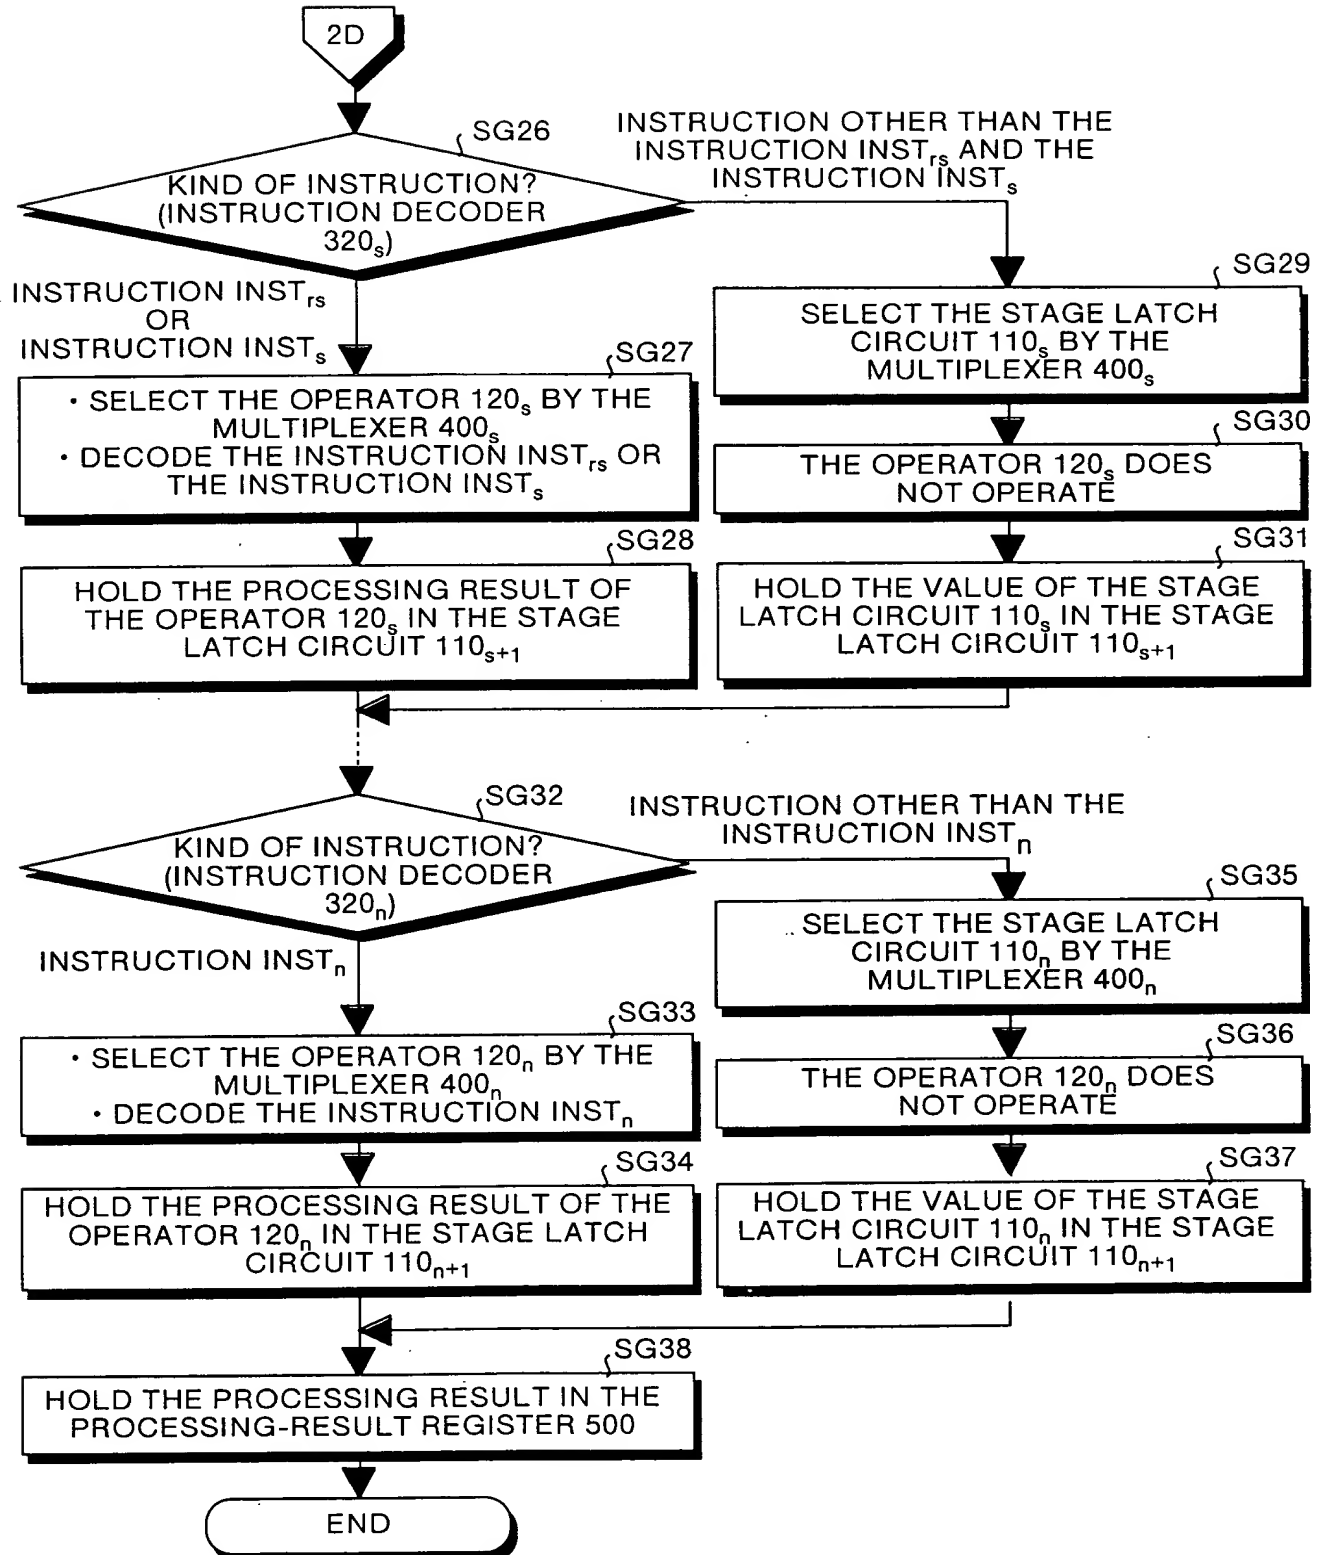 2D
SG26
KIND OF INSTRUCTION?
(INSTRUCTION DECODER
320s)
INSTRUCTION OTHER THAN THE
INSTRUCTION INSTrs AND THE
INSTRUCTION INSTs
INSTRUCTION INSTrs
OR
INSTRUCTION INSTs
SG27
• SELECT THE OPERATOR 120s BY THE
MULTIPLEXER 400s
• DECODE THE INSTRUCTION INSTrs OR
THE INSTRUCTION INSTs
SG28
HOLD THE PROCESSING RESULT OF
THE OPERATOR 120s IN THE STAGE
LATCH CIRCUIT 110s+1
SG29
SELECT THE STAGE LATCH
CIRCUIT 110s BY THE
MULTIPLEXER 400s
SG30
THE OPERATOR 120s DOES
NOT OPERATE
SG31
HOLD THE VALUE OF THE STAGE
LATCH CIRCUIT 110s IN THE STAGE
LATCH CIRCUIT 110s+1
SG32
KIND OF INSTRUCTION?
(INSTRUCTION DECODER
320n)
INSTRUCTION OTHER THAN THE
INSTRUCTION INSTn
INSTRUCTION INSTn
SG33
• SELECT THE OPERATOR 120n BY THE
MULTIPLEXER 400n
• DECODE THE INSTRUCTION INSTn
SG34
HOLD THE PROCESSING RESULT OF THE
OPERATOR 120n IN THE STAGE LATCH
CIRCUIT 110n+1
SG35
SELECT THE STAGE LATCH
CIRCUIT 110n BY THE
MULTIPLEXER 400n
SG36
THE OPERATOR 120n DOES
NOT OPERATE
SG37
HOLD THE VALUE OF THE STAGE
LATCH CIRCUIT 110n IN THE STAGE
LATCH CIRCUIT 110n+1
SG38
HOLD THE PROCESSING RESULT IN THE
PROCESSING-RESULT REGISTER 500
END